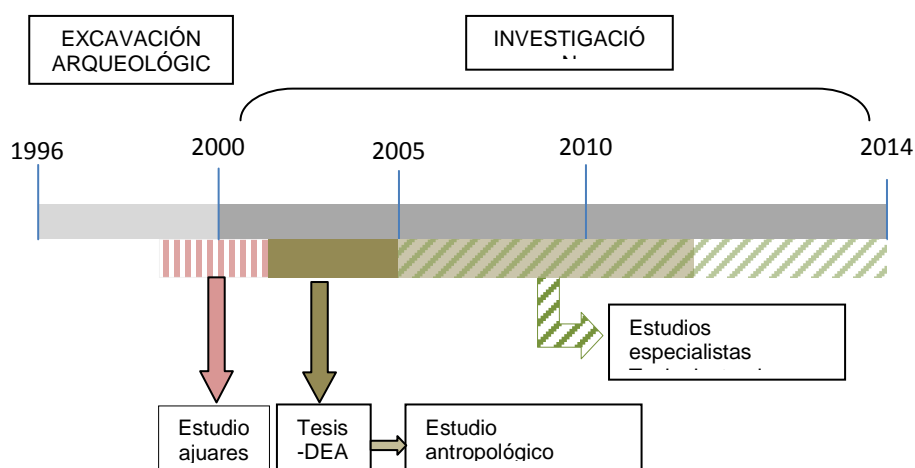 EXCAVACIÓN
ARQUEOLÓGIC
INVESTIGACIÓ
1996
2000
2005
2010
2014
Estudios
especialistas
Estudio
ajuares
Tesis
-DEA
Estudio
antropológico